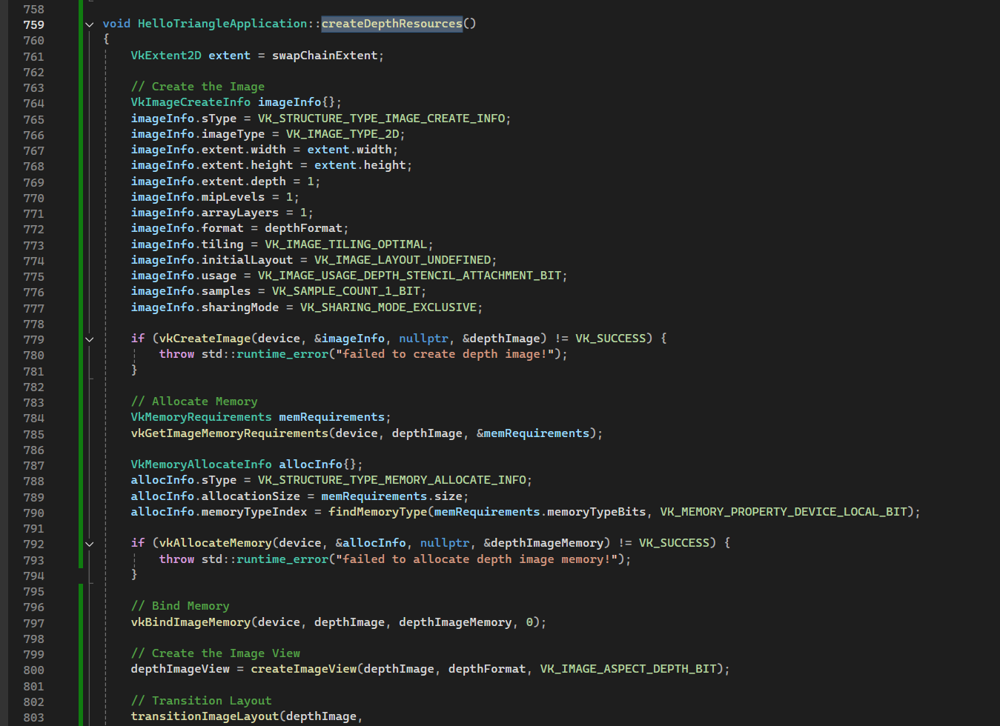 758
759 void HelloTriangleApplication::createDepthResources()
760 {
761 VkExtent2D extent = swapChainExtent;
762
763 // Create the Image
764 VkImageCreateInfo imageInfo{};
765 imageInfo.sType = VK_STRUCTURE_TYPE_IMAGE_CREATE_INFO;
766 imageInfo.imageType = VK_IMAGE_TYPE_2D;
767 imageInfo.extent.width = extent.width;
768 imageInfo.extent.height = extent.height;
769 imageInfo.extent.depth = 1;
770 imageInfo.mipLevels = 1;
771 imageInfo.arrayLayers = 1;
772 imageInfo.format = depthFormat;
773 imageInfo.tiling = VK_IMAGE_TILING_OPTIMAL;
774 imageInfo.initialLayout = VK_IMAGE_LAYOUT_UNDEFINED;
775 imageInfo.usage = VK_IMAGE_USAGE_DEPTH_STENCIL_ATTACHMENT_BIT;
776 imageInfo.samples = VK_SAMPLE_COUNT_1_BIT;
777 imageInfo.sharingMode = VK_SHARING_MODE_EXCLUSIVE;
778
779 if (vkCreateImage(device, &imageInfo, nullptr, &depthImage) != VK_SUCCESS) {
780 throw std::runtime_error("failed to create depth image!");
781 }
782
783 // Allocate Memory
784 VkMemoryRequirements memRequirements;
785 vkGetImageMemoryRequirements(device, depthImage, &memRequirements);
786
787 VkMemoryAllocateInfo allocInfo{};
788 allocInfo.sType = VK_STRUCTURE_TYPE_MEMORY_ALLOCATE_INFO;
789 allocInfo.allocationSize = memRequirements.size;
790 allocInfo.memoryTypeIndex = findMemoryType(memRequirements.memoryTypeBits, VK_MEMORY_PROPERTY_DEVICE_LOCAL_BIT);
791
792 if (vkAllocateMemory(device, &allocInfo, nullptr, &depthImageMemory) != VK_SUCCESS) {
793 throw std::runtime_error("failed to allocate depth image memory!");
794 }
795
796 // Bind Memory
797 vkBindImageMemory(device, depthImage, depthImageMemory, 0);
798
799 // Create the Image View
800 depthImageView = createImageView(depthImage, depthFormat, VK_IMAGE_ASPECT_DEPTH_BIT);
801
802 // Transition Layout
803 transitionImageLayout(depthImage,